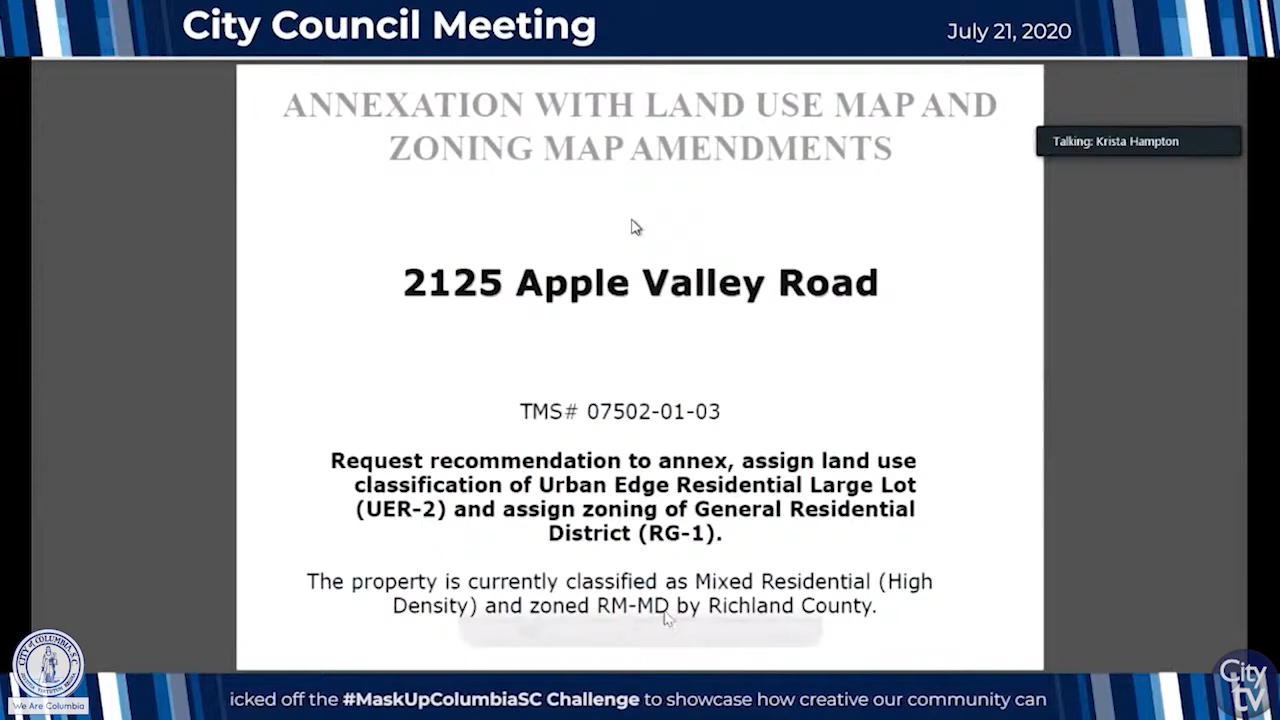 City Council Meeting
July 21, 2020
ANNEXATION WITH LAND USE MAP AND
ZONING MAP AMENDMENTS
Talking: Krista Hampton
2125 Apple Valley Road
TMS# 07502-01-03
Request recommendation to annex, assign land use
classification of Urban Edge Residential Large Lot
(UER-2) and assign zoning of General Residential
District (RG-1).
The property is currently classified as Mixed Residential (High
Density) and zoned RM-MD by Richland County.
CITY OF COLUMBIA, S.C.
We Are Columbia
icked off the #MaskUpColumbiaSC Challenge to showcase how creative our community can
City
TV